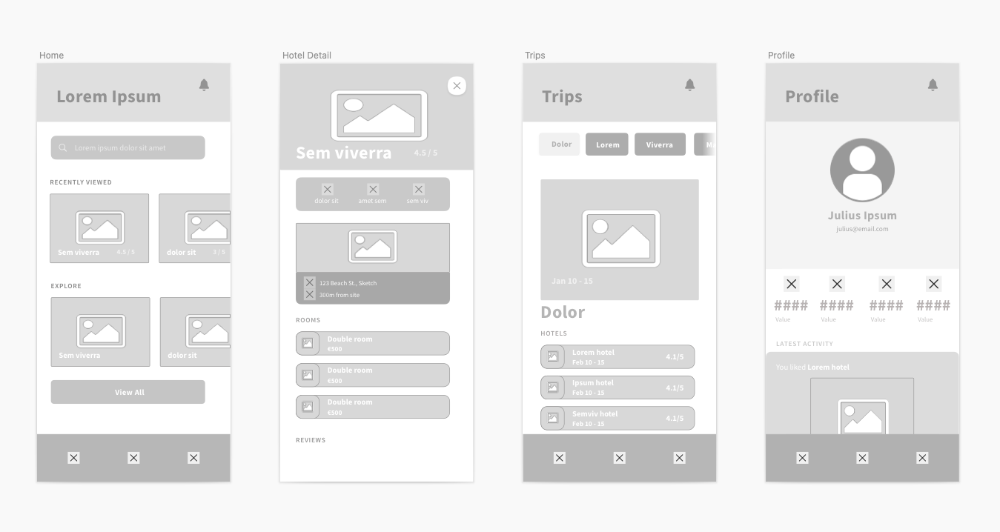 Home
Lorem Ipsum
Lorem ipsum dolor sit amet
RECENTLY VIEWED
Sem viverra 4.5 / 5
dolor sit 3 / 5
EXPLORE
Sem viverra
dolor sit
View All
Hotel Detail
Sem viverra 4.5 / 5
dolor sit amet sem sem viv
123 Beach St., Sketch
300m from site
ROOMS
Double room
€500
Double room
€500
Double room
€500
REVIEWS
Trips
Trips
Dolor Lorem Viverra
Jan 10 - 15
Dolor
HOTELS
Lorem hotel
Feb 10 - 15
4.1/5
Ipsum hotel
Feb 10 - 15
4.1/5
Semviv hotel
Feb 10 - 15
4.1/5
Profile
Profile
Julius Ipsum
julius@email.com
#### #### #### ####
Value Value Value Value
LATEST ACTIVITY
You liked Lorem hotel